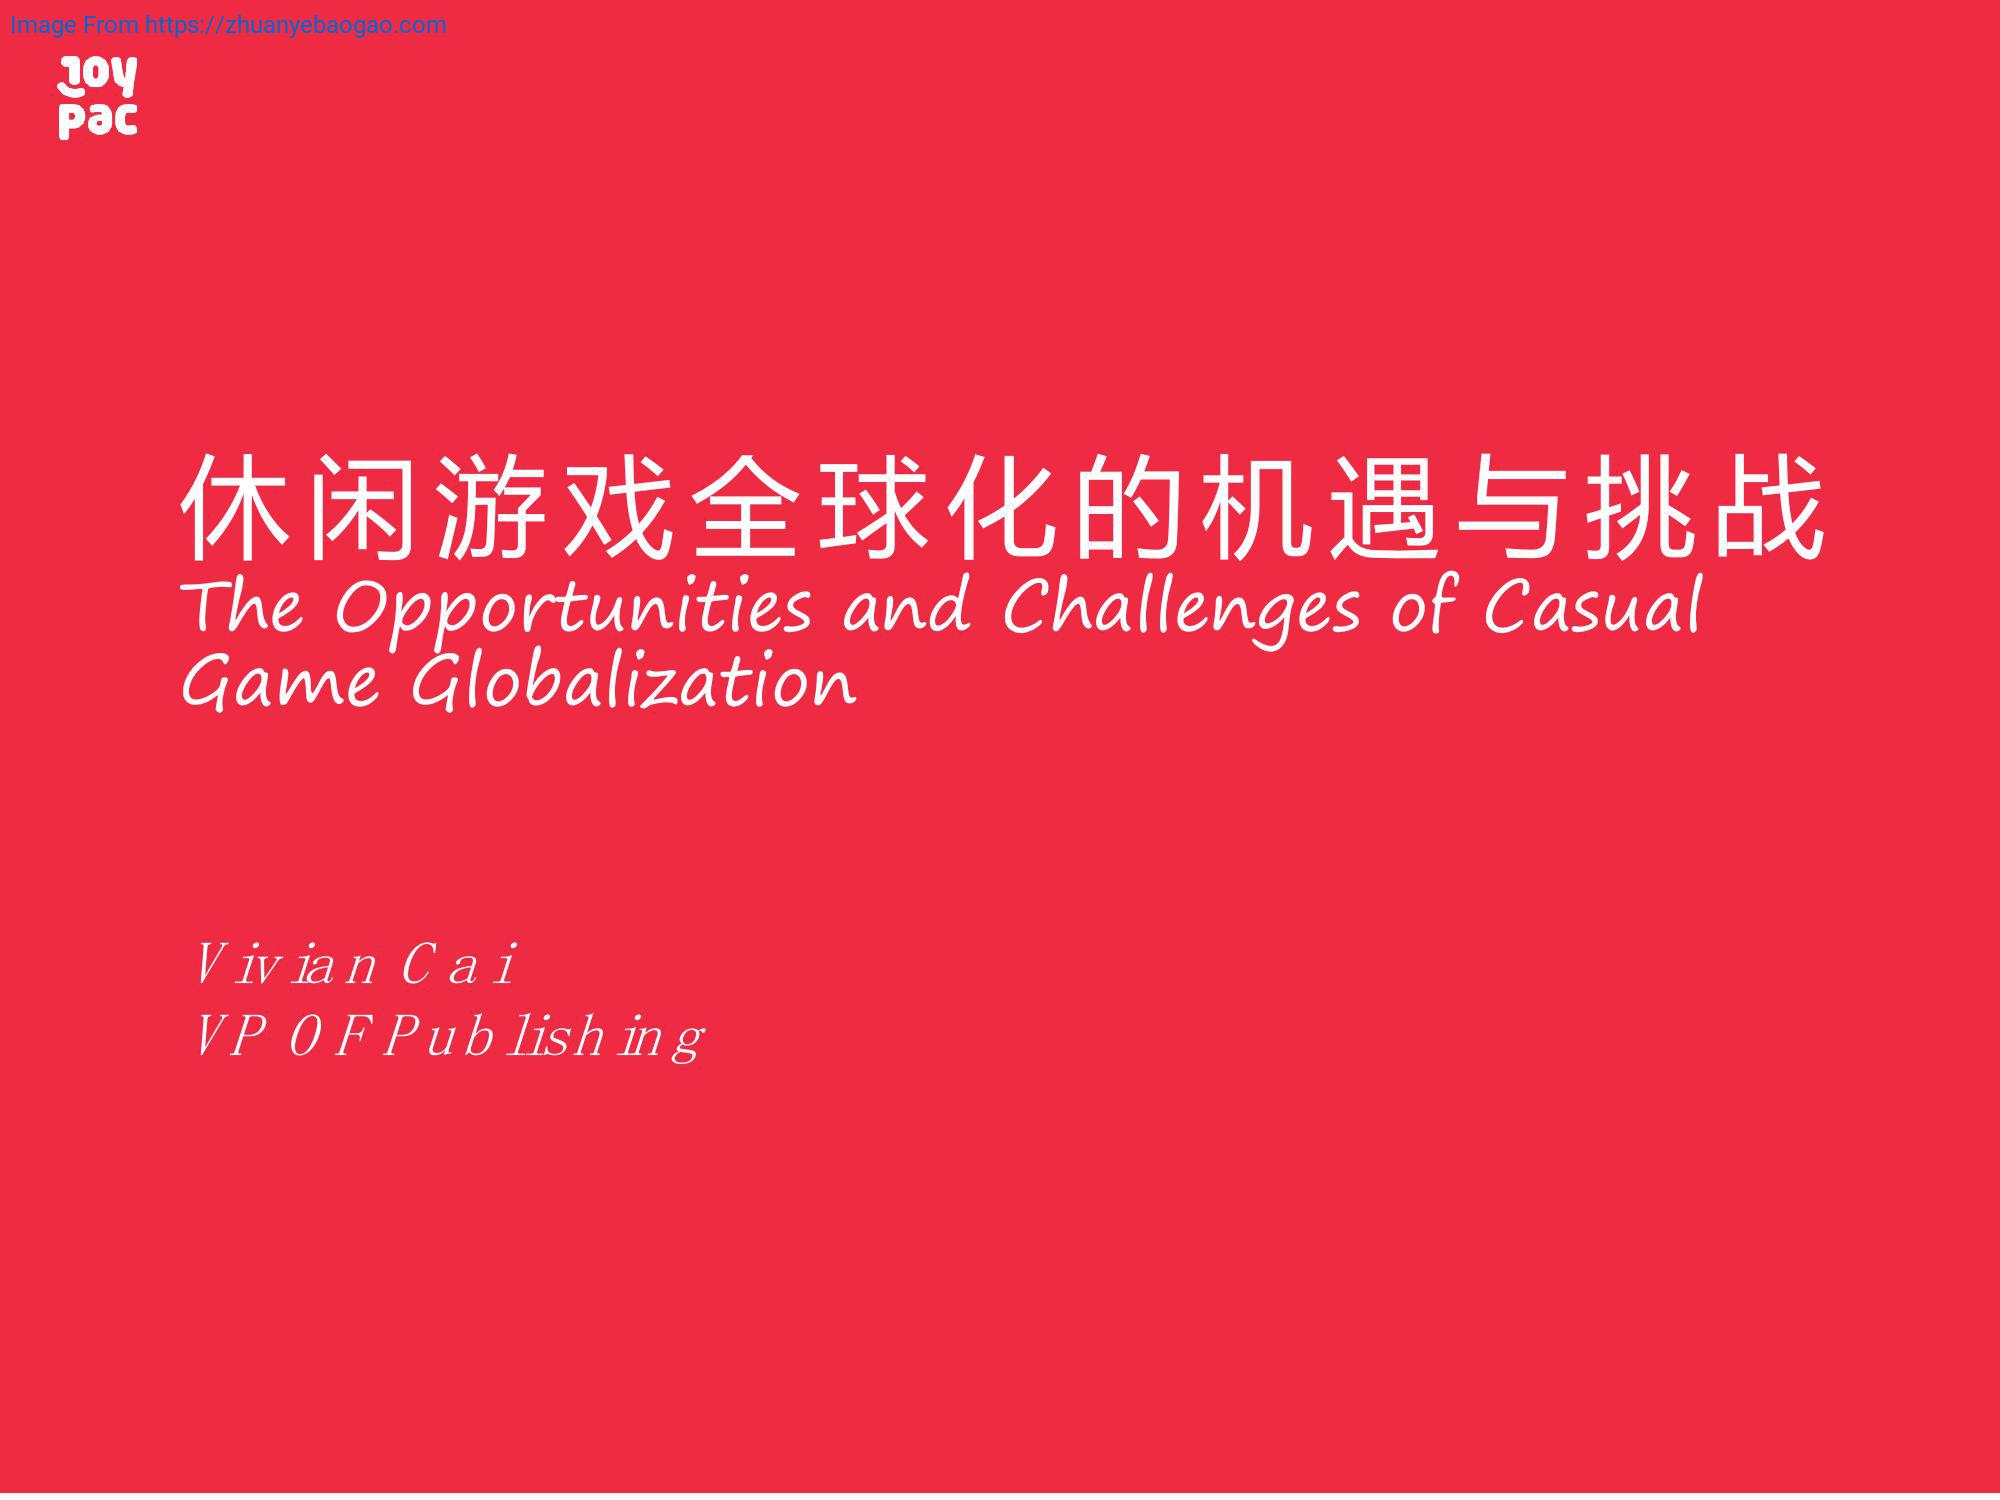 Image From https://zhuanyebaogao.com
Joy
pac
休闲游戏全球化的机遇与挑战
The Opportunities and Challenges of Casual
Game Globalization
Vivian Cai
VP OF Publishing